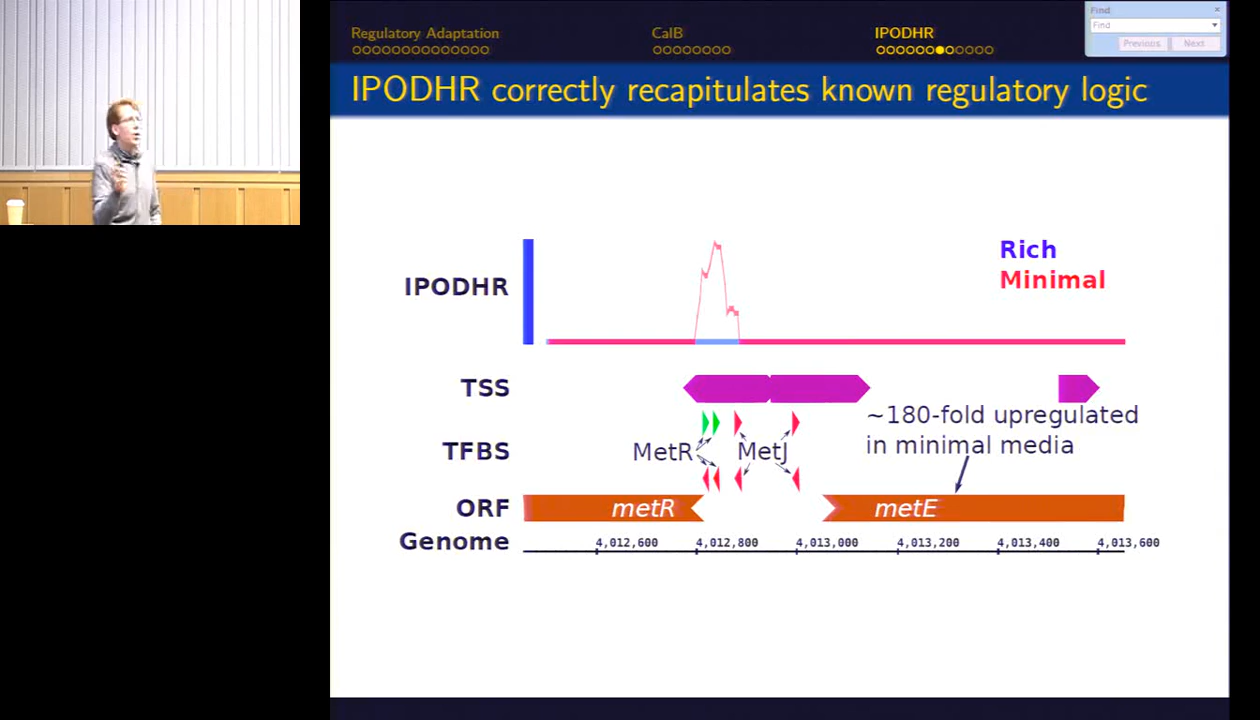 Regulatory Adaptation
CalB
IPODHR
Find
Find
Previous
Next
IPODHR correctly recapitulates known regulatory logic
Rich
Minimal
IPODHR
TSS
~180-fold upregulated
in minimal media
TFBS
MetR
MetJ
ORF
metR
metE
Genome
4,012,600
4,012,800
4,013,000
4,013,200
4,013,400
4,013,600